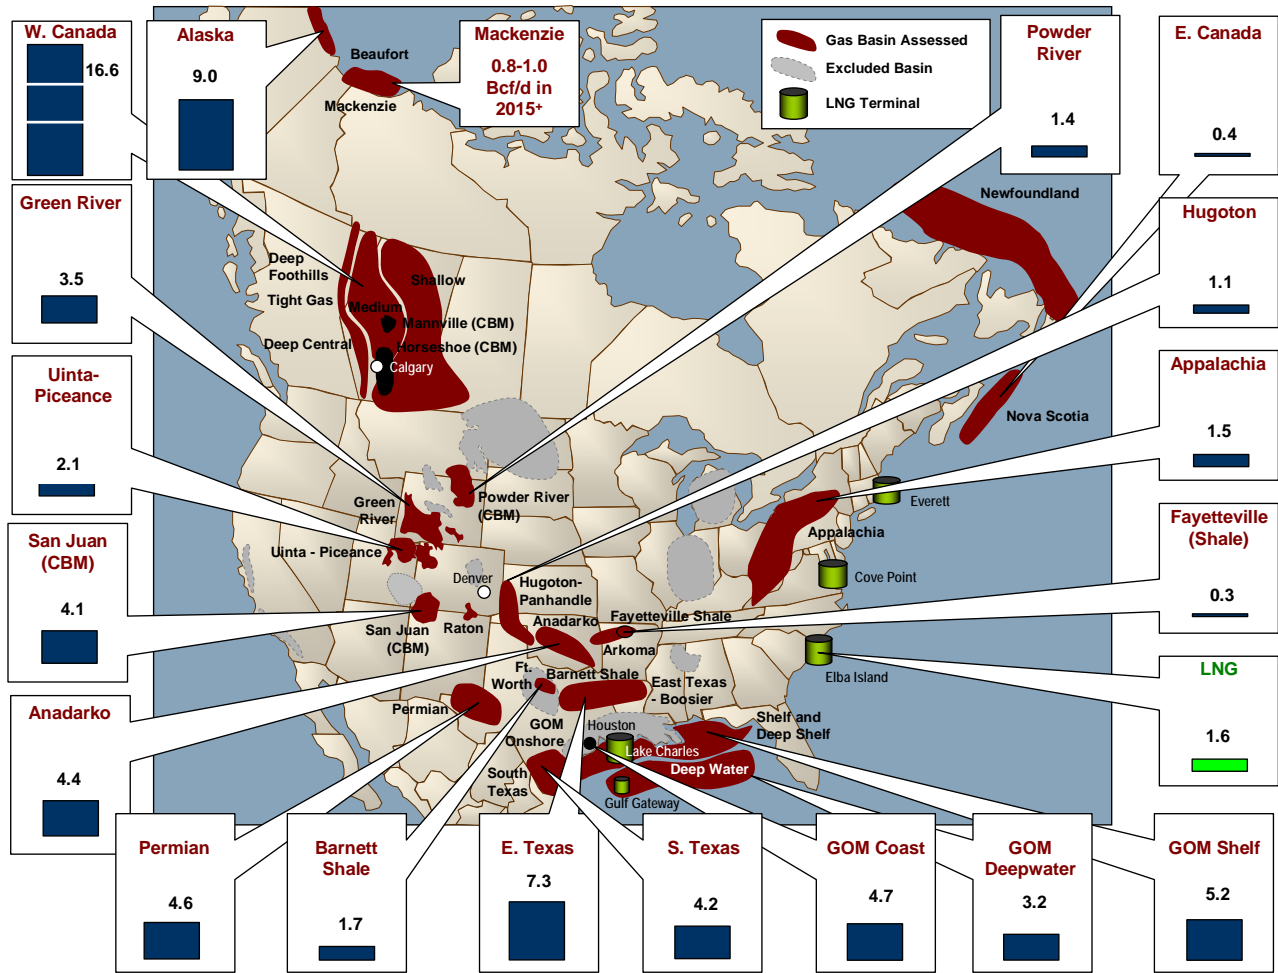 W. Canada
16.6
Alaska
9.0
Mackenzie
0.8-1.0
Bcf/d in
2015+
Gas Basin Assessed
Excluded Basin
LNG Terminal
Powder
River
1.4
E. Canada
0.4
Beaufort
Mackenzie
Green River
3.5
Newfoundland
Hugoton
1.1
Deep
Foothills
Tight Gas
Shallow
Medium
Mannville (CBM)
Deep Central
Horseshoe (CBM)
Calgary
Uinta-
Piceance
2.1
Appalachia
1.5
Nova Scotia
Green
River
Powder River
(CBM)
Everett
Appalachia
San Juan
(CBM)
4.1
Uinta - Piceance
Denver
Cove Point
Fayetteville
(Shale)
0.3
Hugoton-
Panhandle
San Juan
(CBM)
Raton
Anadarko
Fayetteville Shale
Arkoma
Elba Island
LNG
1.6
Anadarko
4.4
Ft.
Worth
Barnett Shale
East Texas
- Boosier
Permian
GOM
Onshore
Houston
Lake Charles
Shelf and
Deep Shelf
South
Texas
Deep Water
Gulf Gateway
Permian
4.6
Barnett
Shale
1.7
E. Texas
7.3
S. Texas
4.2
GOM Coast
4.7
GOM
Deepwater
3.2
GOM Shelf
5.2